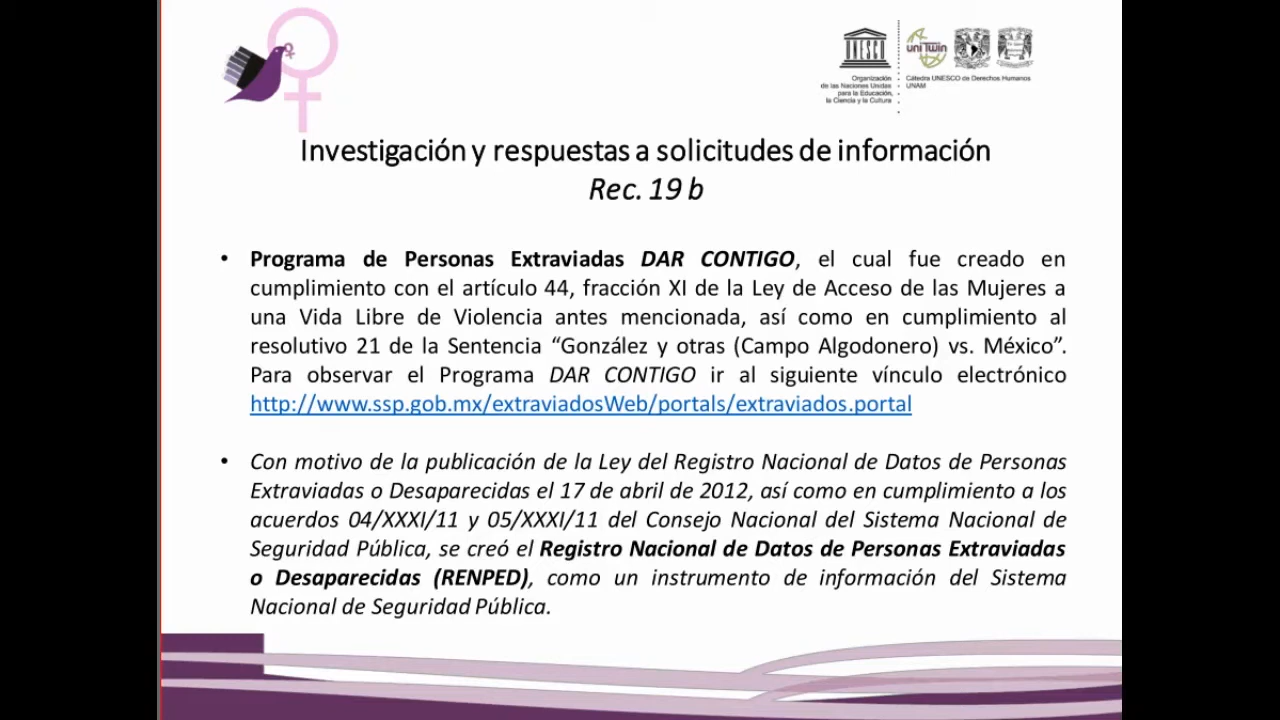 UNESCO
Organización
de las Naciones Unidas
para la Educación,
la Ciencia y la Cultura
uniTwin
Cátedra UNESCO de Derechos Humanos
UNAM
Investigación y respuestas a solicitudes de información
Rec. 19 b
• Programa de Personas Extraviadas DAR CONTIGO, el cual fue creado en
cumplimiento con el artículo 44, fracción XI de la Ley de Acceso de las Mujeres a
una Vida Libre de Violencia antes mencionada, así como en cumplimiento al
resolutivo 21 de la Sentencia “González y otras (Campo Algodonero) vs. México”.
Para observar el Programa DAR CONTIGO ir al siguiente vínculo electrónico
http://www.ssp.gob.mx/extraviadosWeb/portals/extraviados.portal
• Con motivo de la publicación de la Ley del Registro Nacional de Datos de Personas
Extraviadas o Desaparecidas el 17 de abril de 2012, así como en cumplimiento a los
acuerdos 04/XXXI/11 y 05/XXXI/11 del Consejo Nacional del Sistema Nacional de
Seguridad Pública, se creó el Registro Nacional de Datos de Personas Extraviadas
o Desaparecidas (RENPED), como un instrumento de información del Sistema
Nacional de Seguridad Pública.